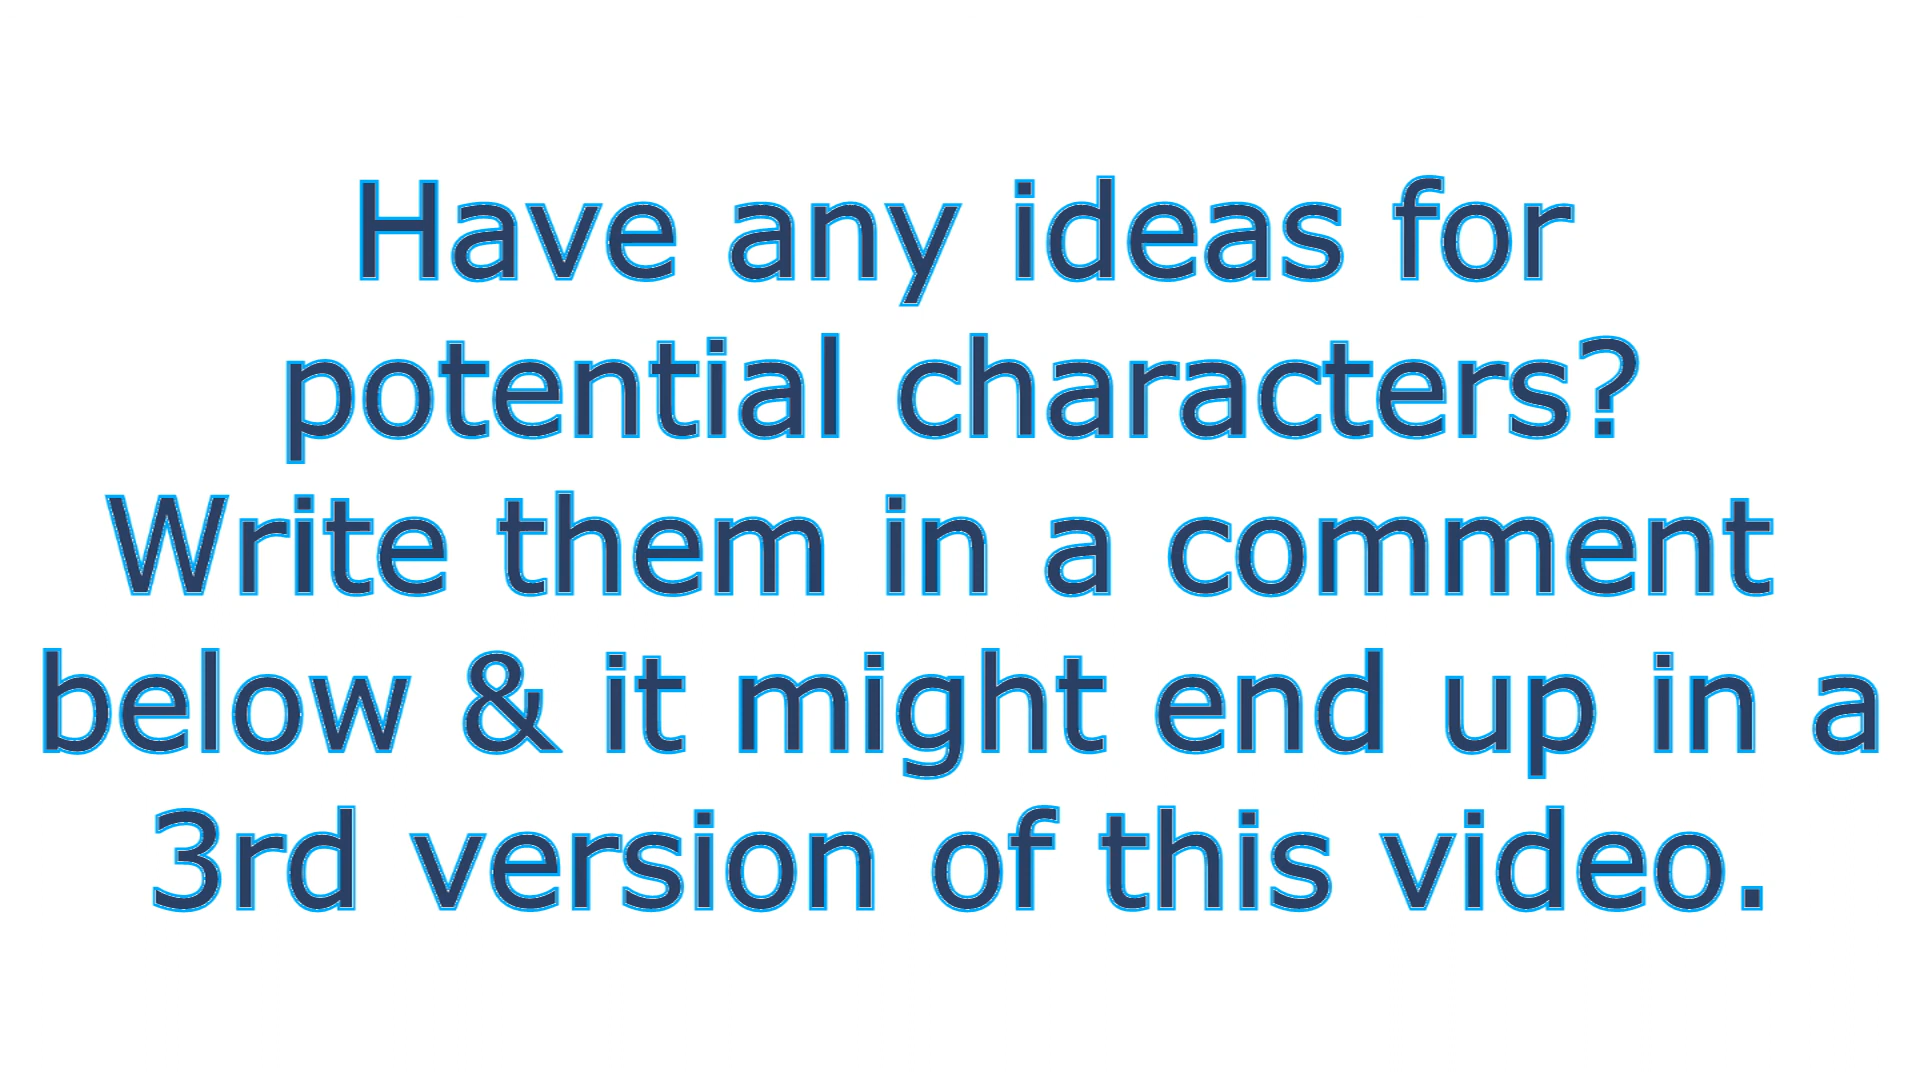 Have any ideas for
potential characters?
Write them in a comment
below & it might end up in a
3rd version of this video.